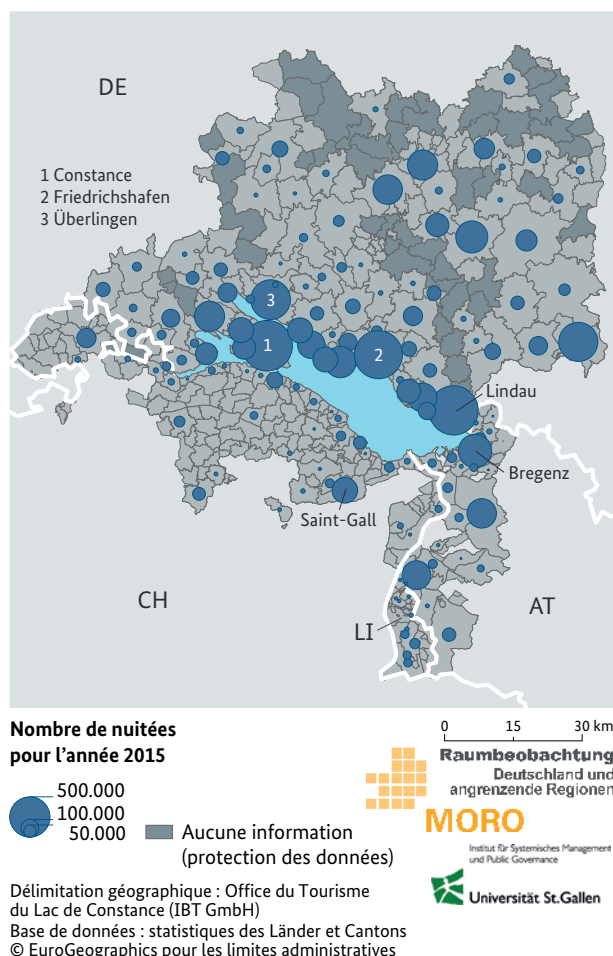 DE
1 Constance
2 Friedrichshafen
3 Überlingen
3
1
2
Lindau
Bregenz
Saint-Gall
CH
LI
AT
Nombre de nuitées
pour l'année 2015
0 15 30 km
500.000
100.000
50.000
Aucune information
(protection des données)
Raumbeobachtung
Deutschland und
angrenzende Regionen
MORO
Institut für Systemisches Management
und Public Governance
Universität St.Gallen
Délimitation géographique : Office du Tourisme
du Lac de Constance (IBT GmbH)
Base de données : statistiques des Länder et Cantons
© EuroGeographics pour les limites administratives